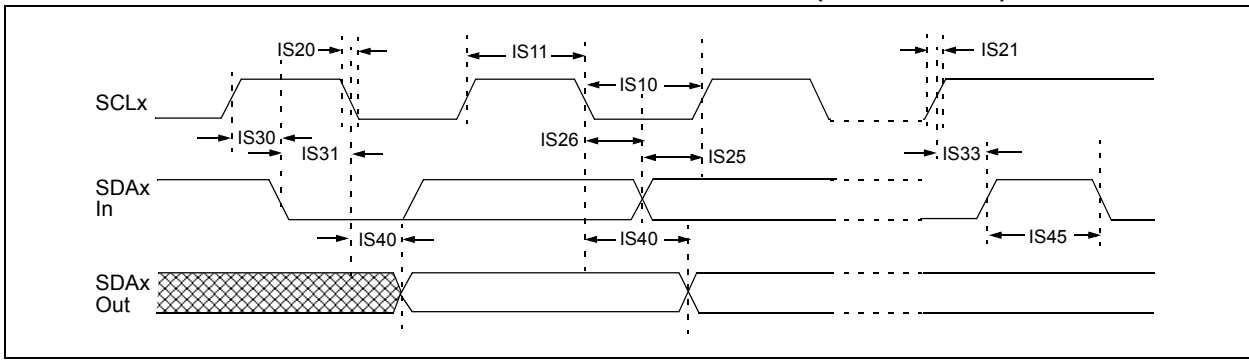 IS20
IS11
IS21
IS10
SCLx
IS30
IS26
IS31
IS25
IS33
SDAx
In
IS40
IS40
IS45
SDAx
Out